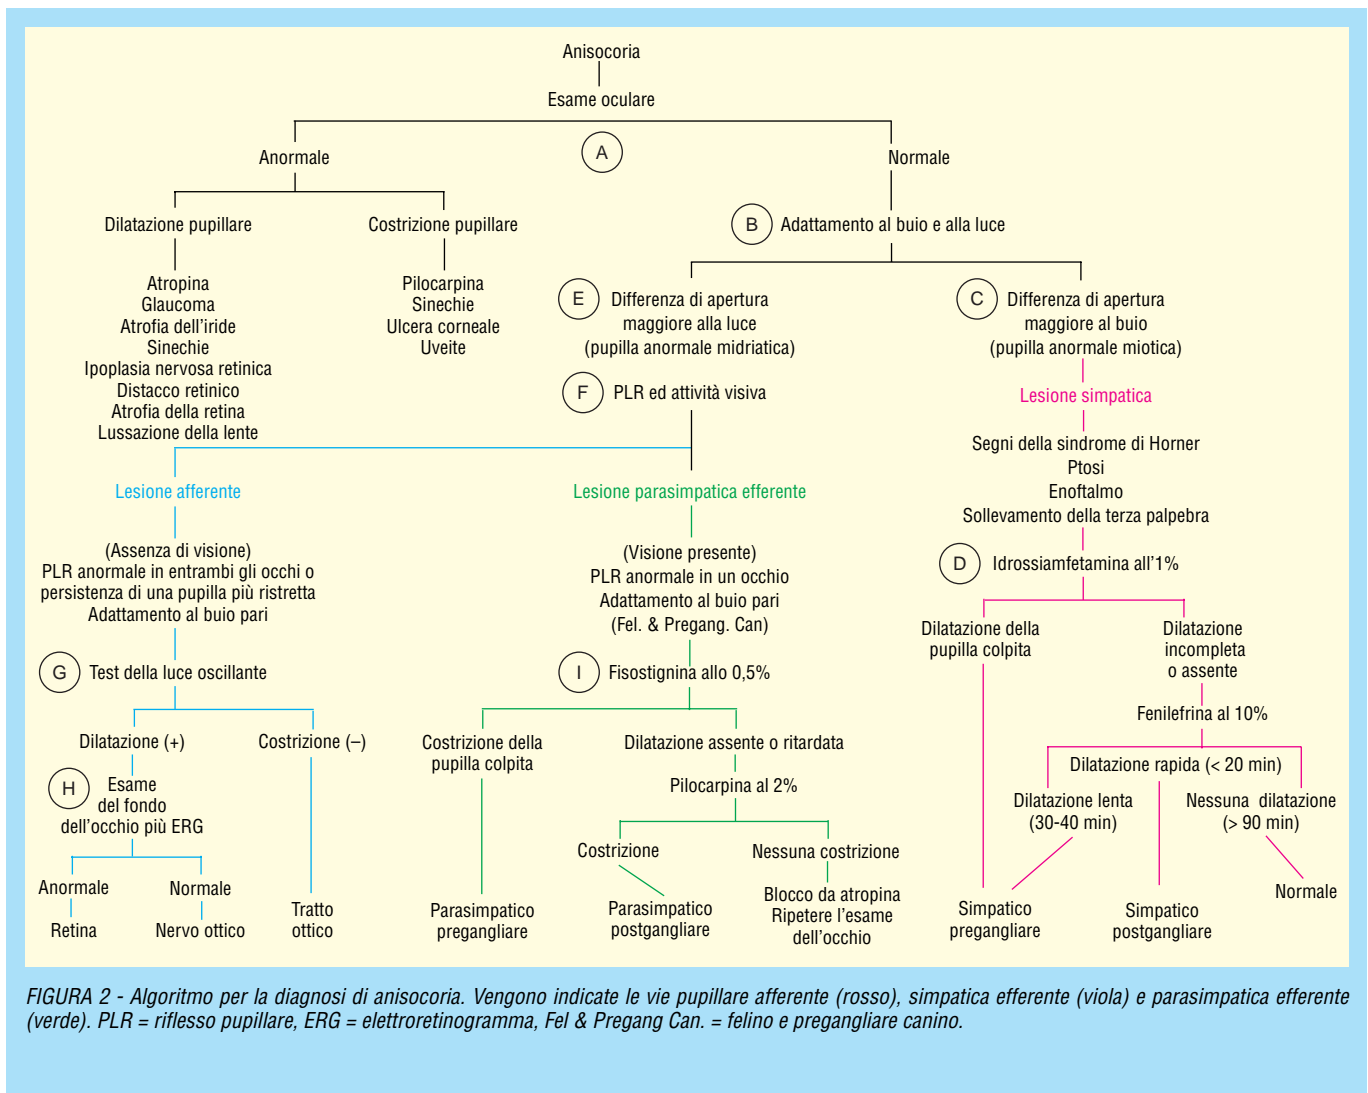 Anisocoria
Esame oculare
A
Anormale
Normale
Dilatazione pupillare
Costrizione pupillare
B
Adattamento al buio e alla luce
Atropina
Glaucoma
Atrofia dell'iride
Sinechie
Ipoplasia nervosa retinica
Distacco retinico
Atrofia della retina
Lussazione della lente
Pilocarpina
Sinechie
Ulcera corneale
Uveite
E
Differenza di apertura
maggiore alla luce
(pupilla anormale midriatica)
C
Differenza di apertura
maggiore al buio
(pupilla anormale miotica)
F
PLR ed attività visiva
Lesione simpatica
Segni della sindrome di Horner
Ptosi
Enoftalmo
Sollevamento della terza palpebra
Lesione afferente
Lesione parasimpatica efferente
(Assenza di visione)
PLR anormale in entrambi gli occhi o
persistenza di una pupilla più ristretta
Adattamento al buio pari
(Visione presente)
PLR anormale in un occhio
Adattamento al buio pari
(Fel. & Pregang. Can)
D
Idrossiamfetamina all'1%
Dilatazione della
pupilla colpita
Dilatazione
incompleta
o assente
G
Test della luce oscillante
I
Fisostignina allo 0,5%
Fenilefrina al 10%
Dilatazione (+)
Costrizione (–)
Costrizione della
pupilla colpita
Dilatazione assente o ritardata
Dilatazione rapida (< 20 min)
H
Esame
del fondo
dell'occhio più ERG
Pilocarpina al 2%
Dilatazione lenta
(30-40 min)
Nessuna dilatazione
(> 90 min)
Costrizione
Nessuna costrizione
Anormale
Normale
Normale
Retina
Nervo ottico
Tratto
ottico
Parasimpatico
pregangliare
Parasimpatico
postgangliare
Blocco da atropina
Ripetere l'esame
dell'occhio
Simpatico
pregangliare
Simpatico
postgangliare
FIGURA 2 - Algoritmo per la diagnosi di anisocoria. Vengono indicate le vie pupillare afferente (rosso), simpatica efferente (viola) e parasimpatica efferente
(verde). PLR = riflesso pupillare, ERG = elettroretinogramma, Fel & Pregang Can. = felino e pregangliare canino.